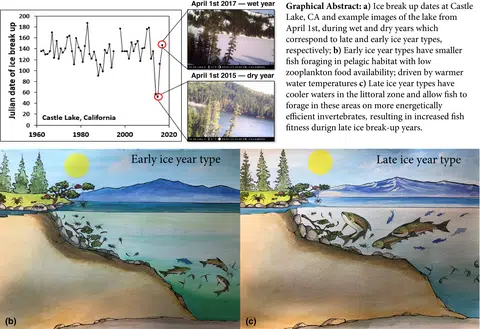 April 1st 2017 — wet year
April 1st 2015 — dry year
Julian date of ice break up
200
180
160
140
120
100
80
60
40
20
0
1960
1980
2000
2020
Castle Lake, California
Graphical Abstract: a) Ice break up dates at Castle
Lake, CA and example images of the lake from
April 1st, during wet and dry years which
correspond to late and early ice year types,
respectively; b) Early ice year types have smaller
fish foraging in pelagic habitat with low
zooplankton food availability; driven by warmer
water temperatures c) Late ice year types have
cooler waters in the littoral zone and allow fish to
forage in these areas on more energetically
efficient invertebrates, resulting in increased fish
fitness durign late ice break-up years.
Early ice year type
(b)
Late ice year type
(c)